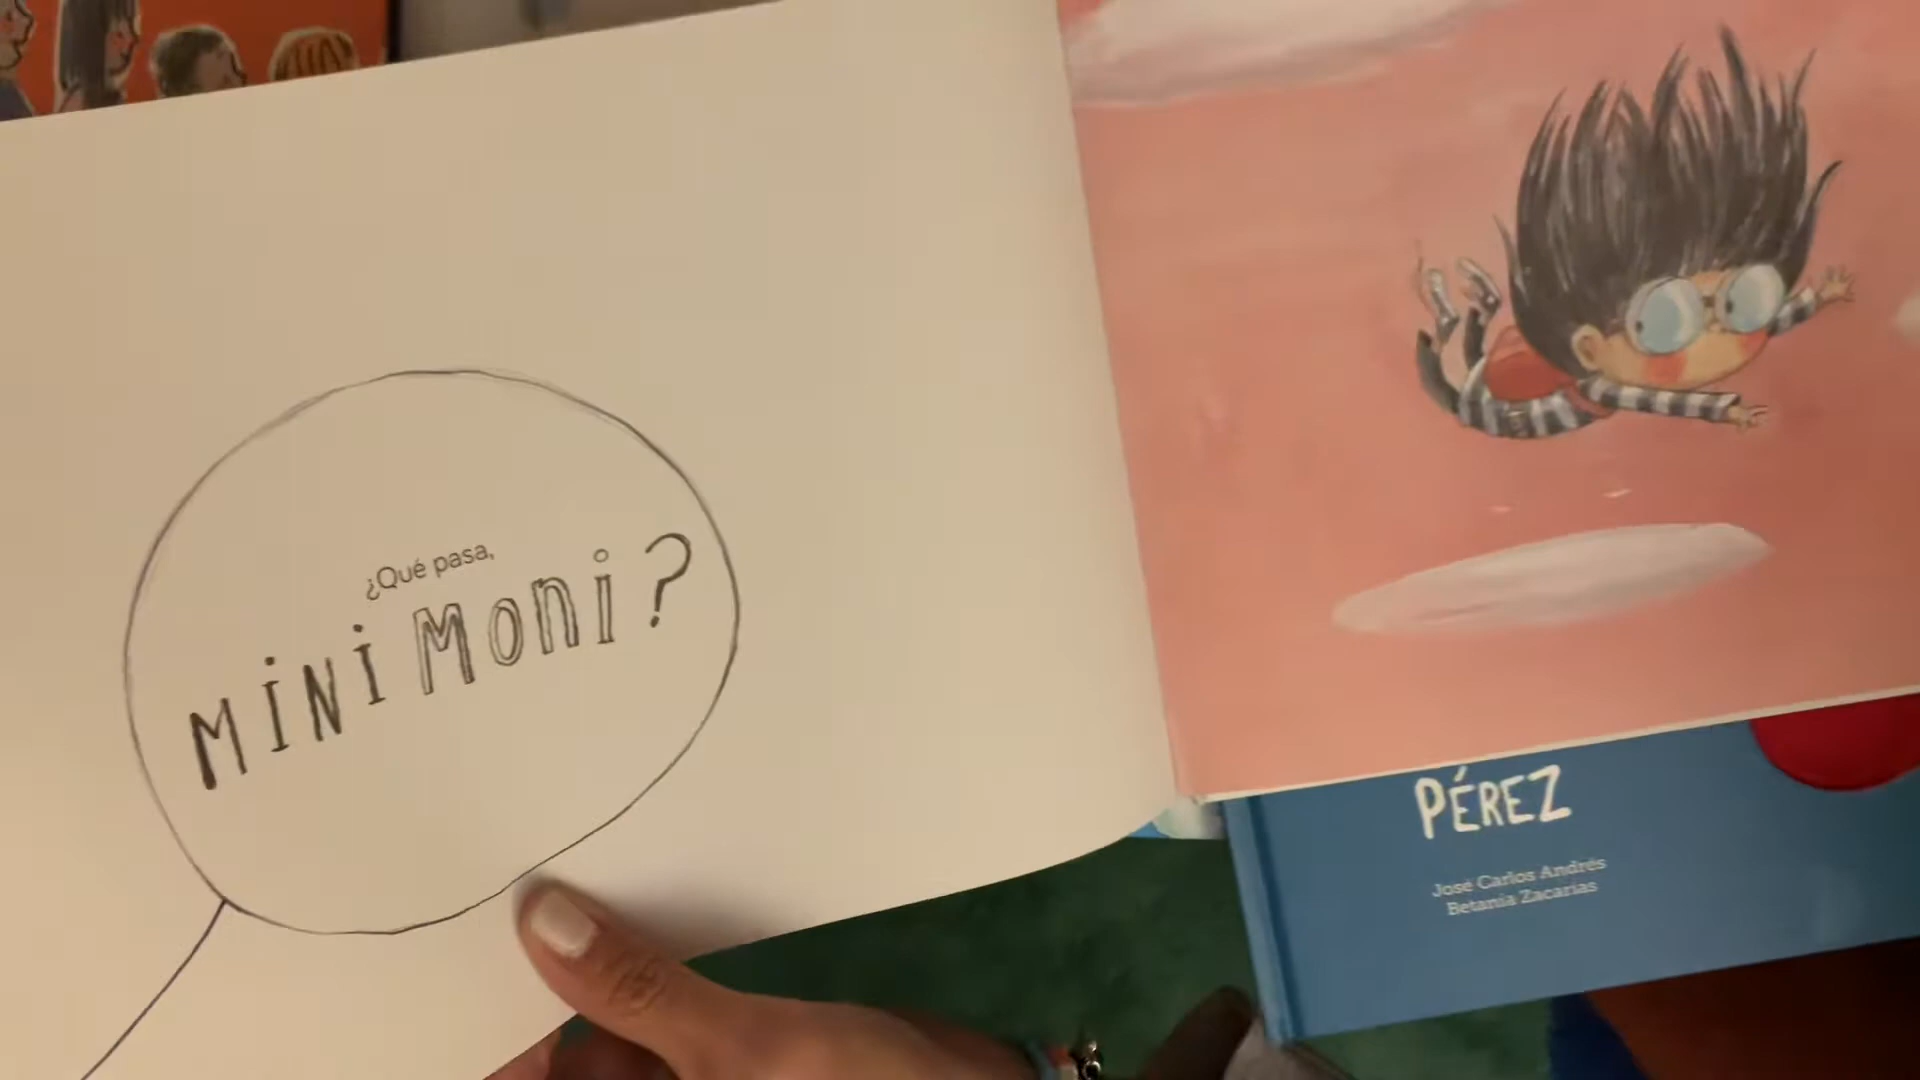 ¿Qué pasa,
MiNi MOni?
PÉREZ
José Carlos Andrés
Betania Zacarias